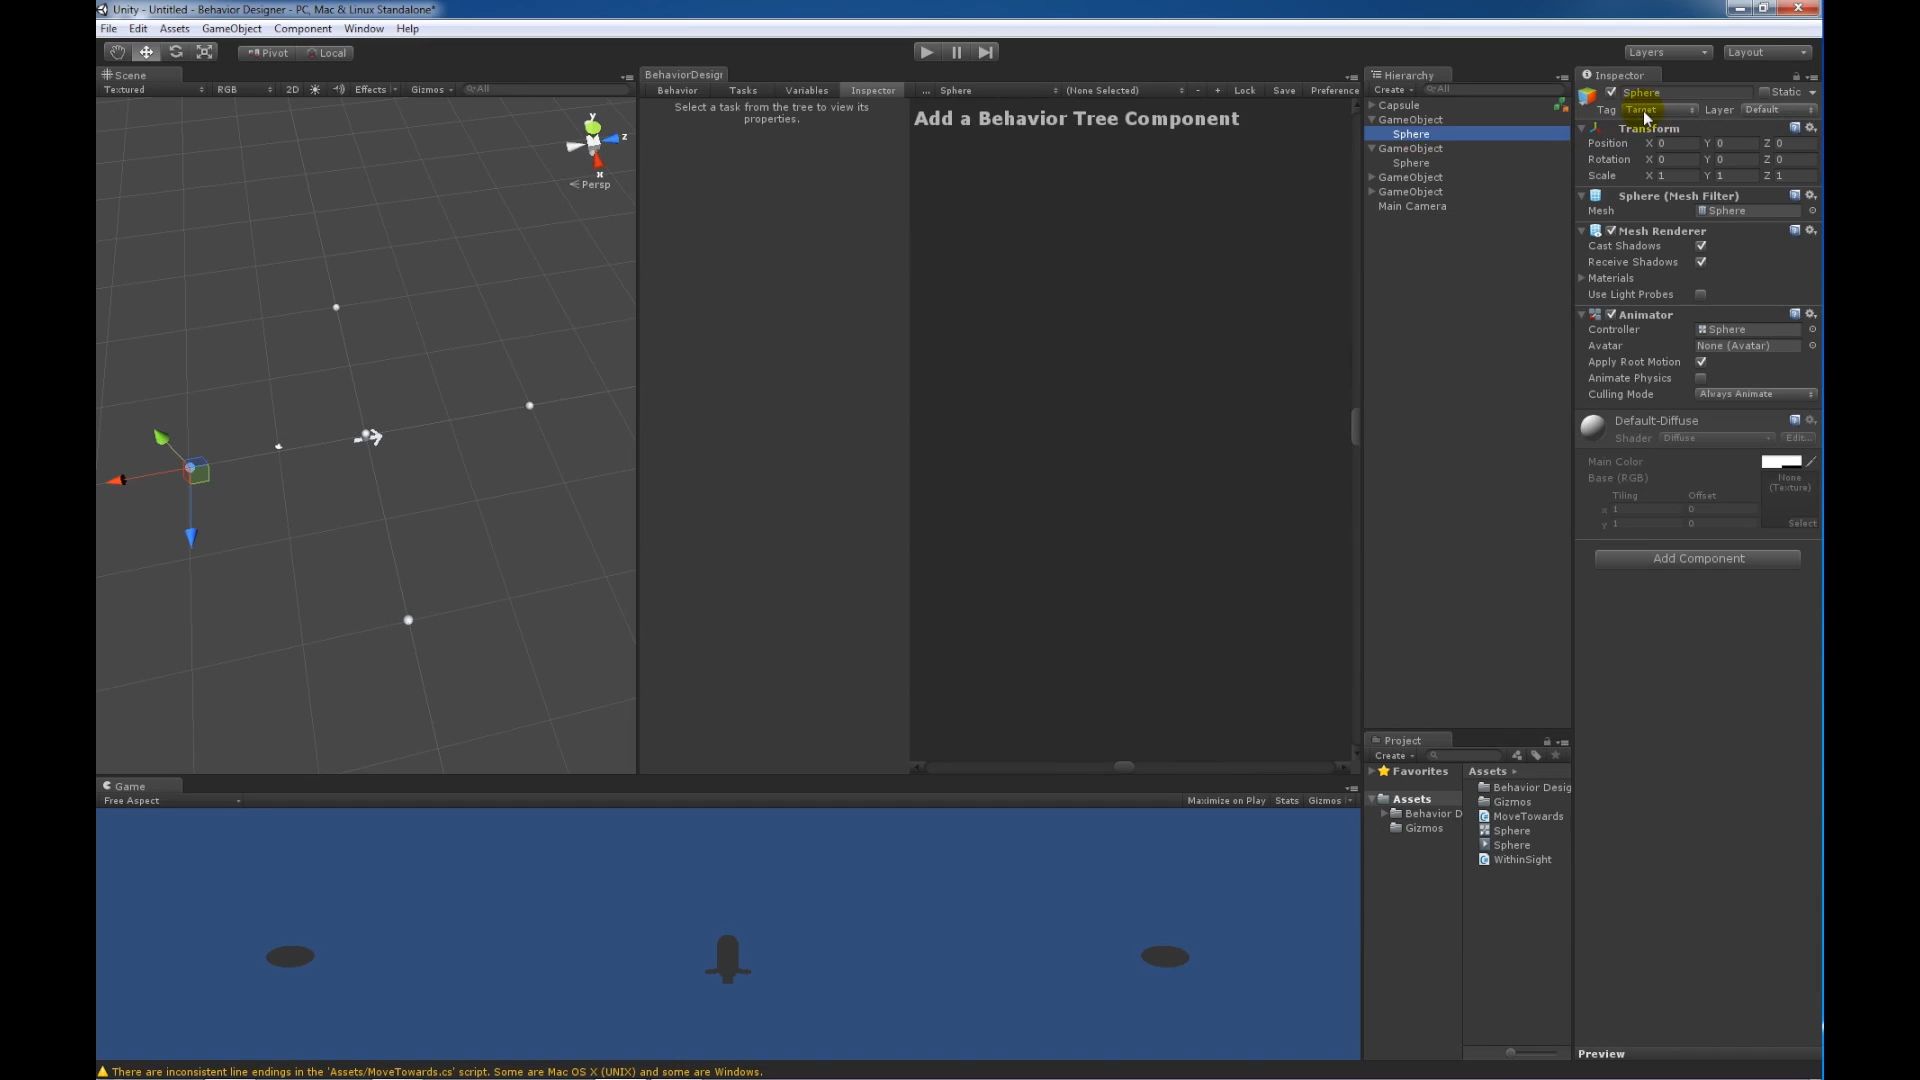 Unity - Untitled - Behavior Designer - PC, Mac & Linux Standalone*
File Edit Assets GameObject Component Window Help
Pivot Local Layers Layout
Scene
Textured RGB 2D Effects Gizmos All
y
z
x
Persp
BehaviorDesigr
Behavior Tasks Variables Inspector ... Sphere (None Selected) - + Lock Save Preference
Select a task from the tree to view its
properties.
Add a Behavior Tree Component
Hierarchy
Create All
Capsule
GameObject
Sphere
GameObject
Sphere
GameObject
GameObject
Main Camera
Inspector
Sphere Static
Tag Target Layer Default
Transform
Position X 0 Y 0 Z 0
Rotation X 0 Y 0 Z 0
Scale X 1 Y 1 Z 1
Sphere (Mesh Filter)
Mesh Sphere
Mesh Renderer
Cast Shadows
Receive Shadows
Materials
Use Light Probes
Animator
Controller Sphere
Avatar None (Avatar)
Apply Root Motion
Animate Physics
Culling Mode Always Animate
Default-Diffuse
Shader Diffuse Edit...
Main Color
Base (RGB) None
(Texture)
Tiling Offset
x 1 0
y 1 0 Select
Add Component
Project
Create
Favorites
Assets
Behavior D
Gizmos
Assets
Behavior Desig
Gizmos
MoveTowards
Sphere
Sphere
WithinSight
Game
Free Aspect Maximize on Play Stats Gizmos
Preview
There are inconsistent line endings in the 'Assets/MoveTowards.cs' script. Some are Mac OS X (UNIX) and some are Windows.